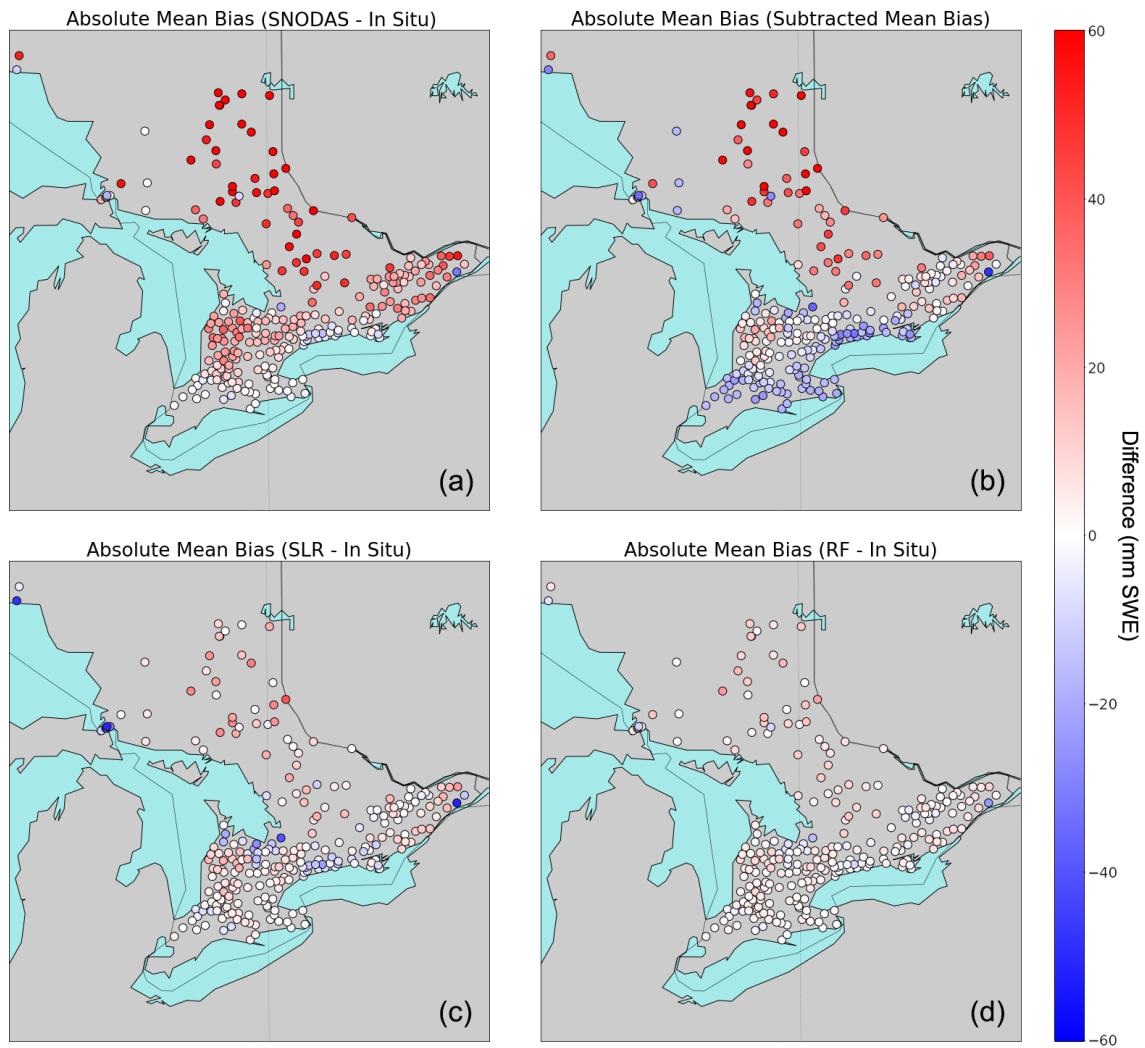 Absolute Mean Bias (SNODAS - In Situ)
Absolute Mean Bias (Subtracted Mean Bias)
(a)
(b)
Absolute Mean Bias (SLR - In Situ)
Absolute Mean Bias (RF - In Situ)
(c)
(d)
60
40
20
0
−20
−40
−60
Difference (mm SWE)